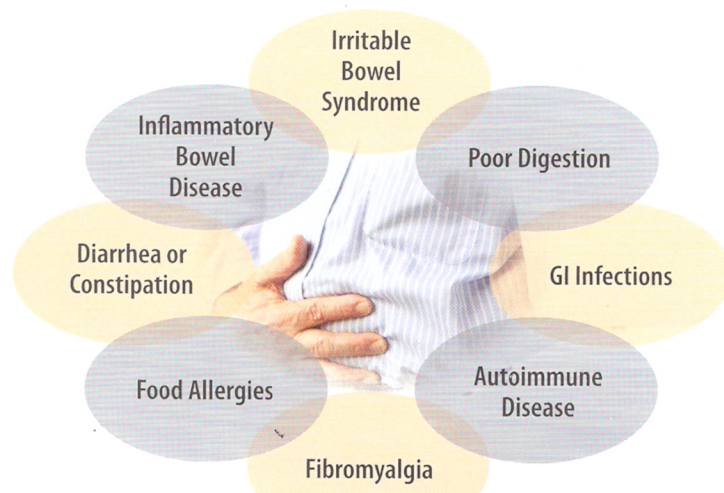 Irritable
Bowel
Syndrome
Inflammatory
Bowel
Disease
Poor Digestion
Diarrhea or
Constipation
GI Infections
Food Allergies
Autoimmune
Disease
Fibromyalgia